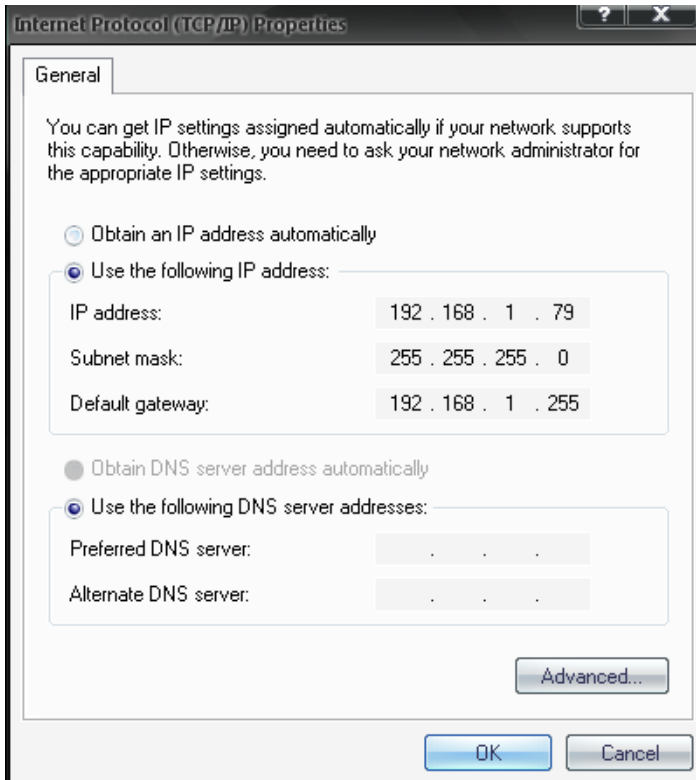 Internet Protocol (TCP/IP) Properties
? X
General
You can get IP settings assigned automatically if your network supports
this capability. Otherwise, you need to ask your network administrator for
the appropriate IP settings.
Obtain an IP address automatically
Use the following IP address:
IP address: 192 . 168 . 1 . 79
Subnet mask: 255 . 255 . 255 . 0
Default gateway: 192 . 168 . 1 . 255
Obtain DNS server address automatically
Use the following DNS server addresses:
Preferred DNS server: . . .
Alternate DNS server: . . .
Advanced...
OK Cancel